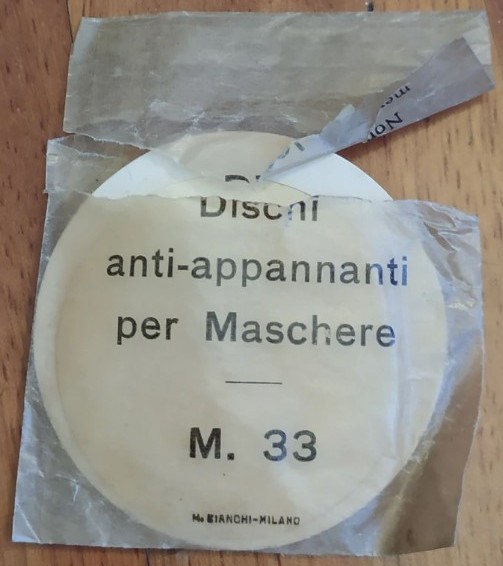 Dischi
anti-appannanti
per Maschere
M. 33
BIANCHI-MILANO